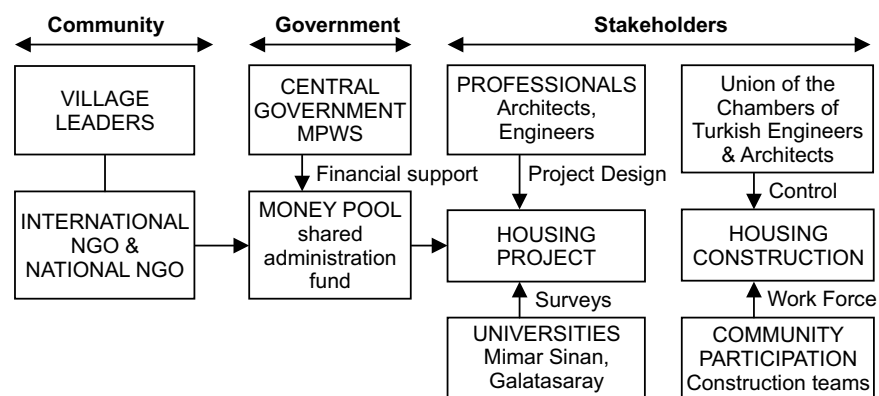 Community
Government
Stakeholders
VILLAGE
LEADERS
CENTRAL
GOVERNMENT
MPWS
PROFESSIONALS
Architects,
Engineers
Union of the
Chambers of
Turkish Engineers
& Architects
Financial support
Project Design
Control
INTERNATIONAL
NGO &
NATIONAL NGO
MONEY POOL
shared
administration
fund
HOUSING
PROJECT
HOUSING
CONSTRUCTION
Surveys
Work Force
UNIVERSITIES
Mimar Sinan,
Galatasaray
COMMUNITY
PARTICIPATION
Construction teams